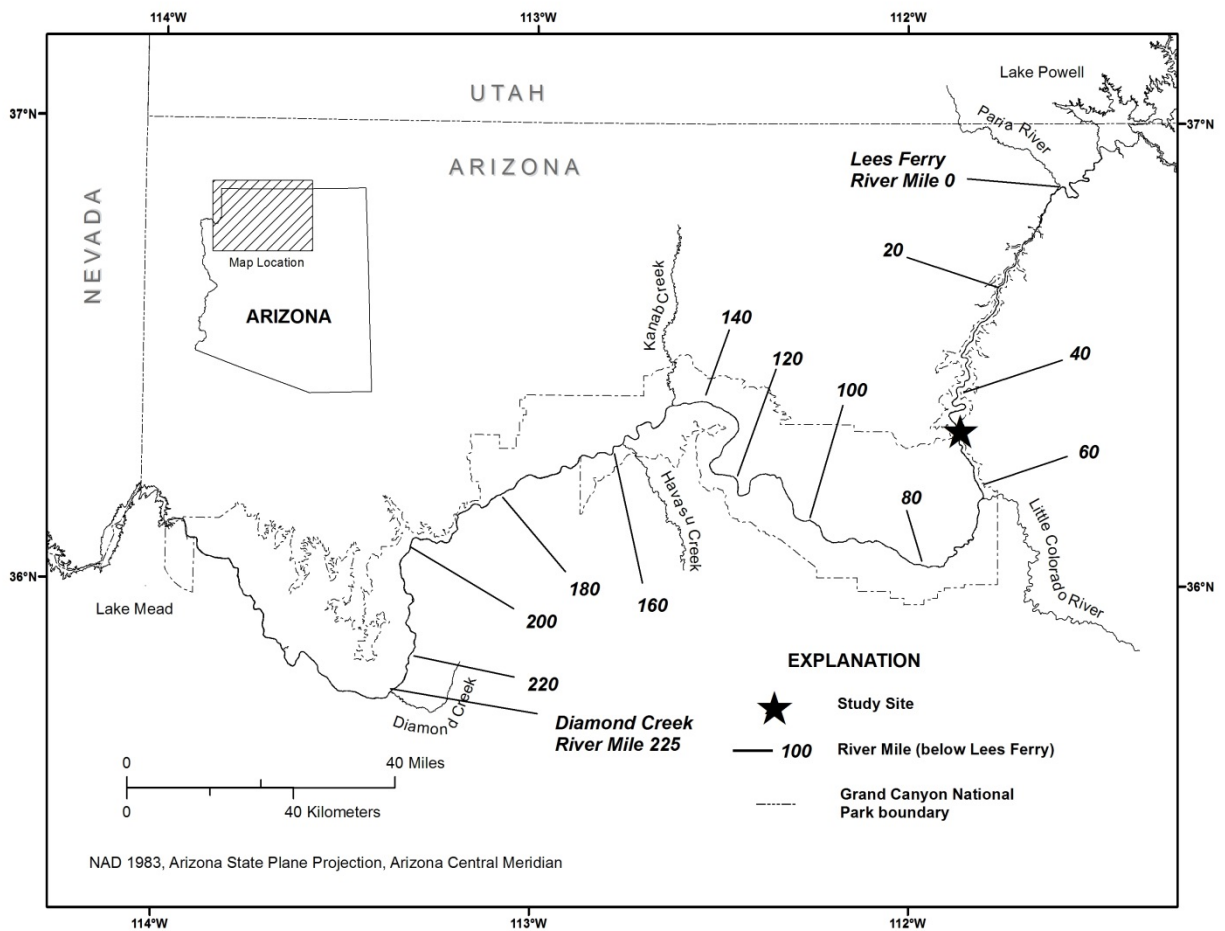 114°W
113°W
112°W
Lake Powell
UTAH
37°N
37°N
Paria River
ARIZONA
Lees Ferry
River Mile 0
NEVADA
20
Map Location
Kanab Creek
ARIZONA
140
40
120
100
60
80
Havasu Creek
Little Colorado River
36°N
36°N
180
160
Lake Mead
200
EXPLANATION
220
Study Site
Diamond Creek
Diamond Creek
River Mile 225
100 River Mile (below Lees Ferry)
0 40 Miles
0 40 Kilometers
Grand Canyon National
Park boundary
NAD 1983, Arizona State Plane Projection, Arizona Central Meridian
114°W
113°W
112°W